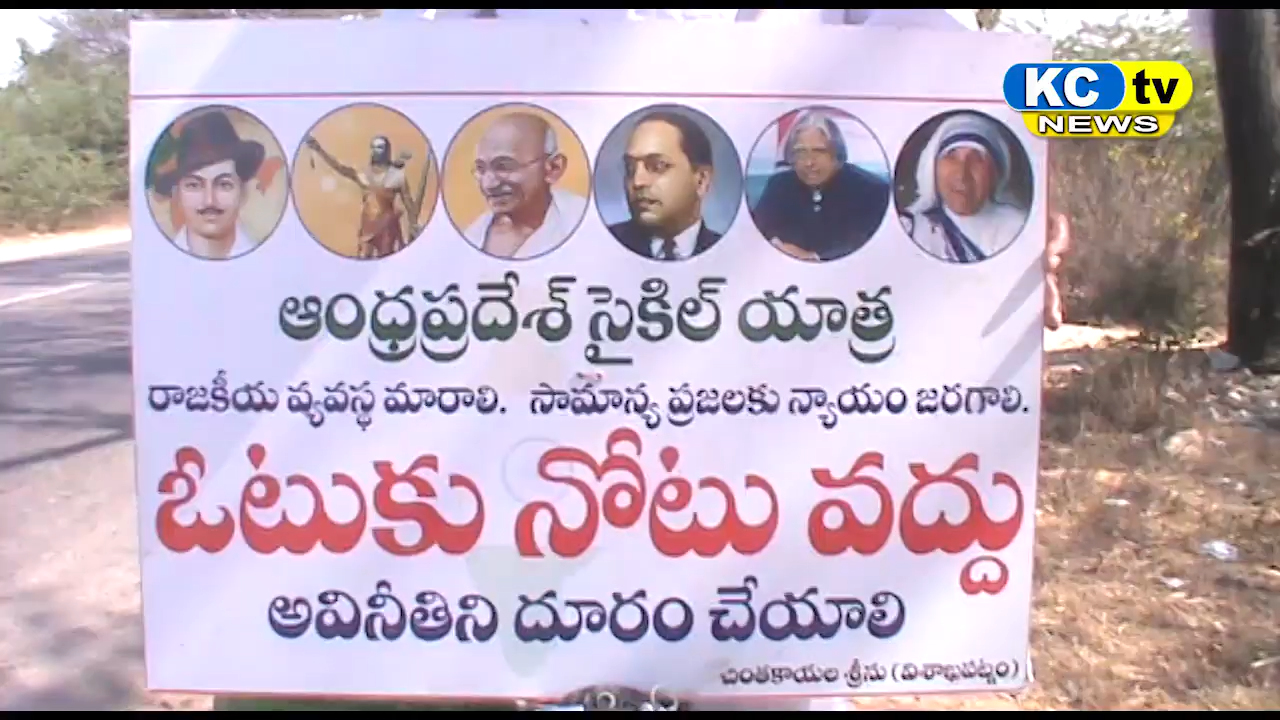 KC tv
NEWS
ఆంధ్రప్రదేశ్ సైకిల్ యాత్ర
రాజకీయ వ్యవస్థ మారాలి. సామాన్య ప్రజలకు న్యాయం జరగాలి.
ఓటుకు నోటు వద్దు
అవినీతిని దూరం చేయాలి
చింతకాయల శ్రీను (విశాఖపట్నం)